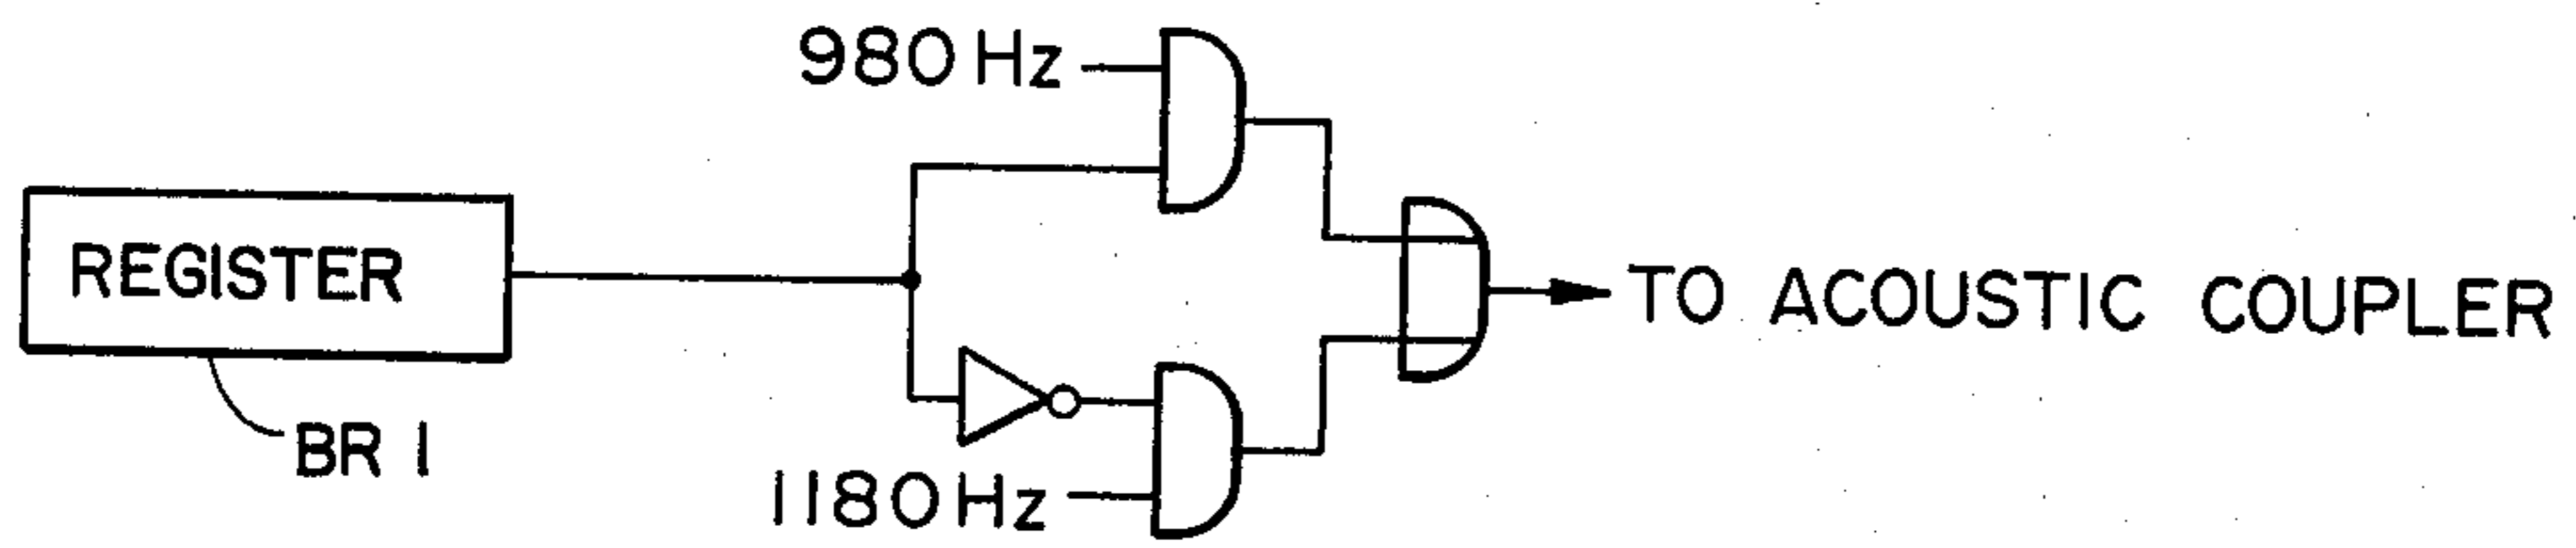 980 Hz
REGISTER
TO ACOUSTIC COUPLER
BR 1
1180 Hz